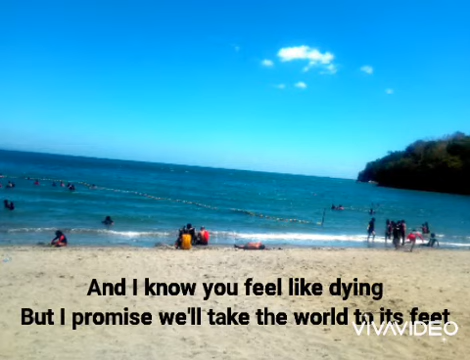 And I know you feel like dying
But I promise we'll take the world to its feet
VIVAVIDEO